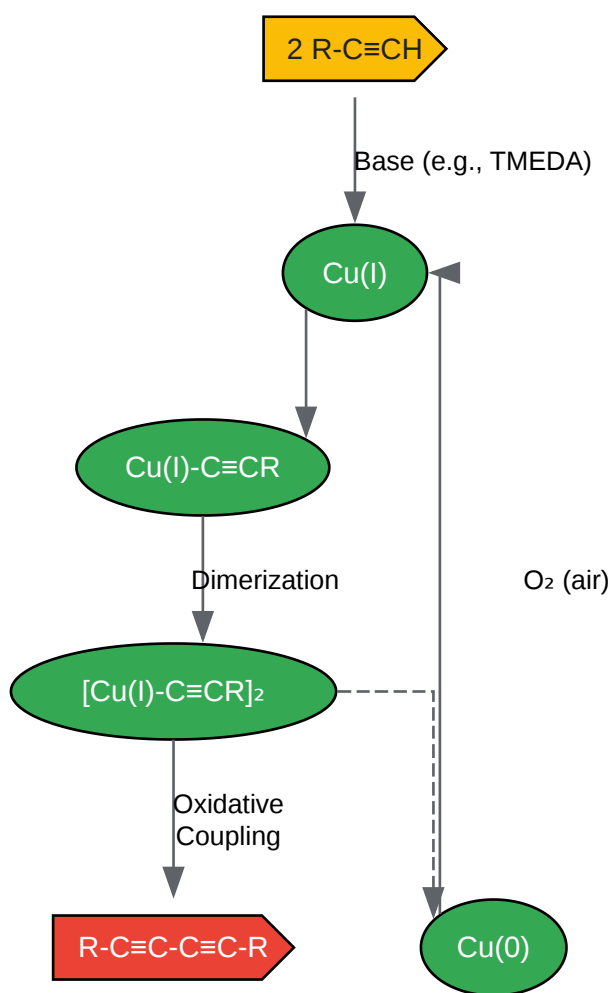 2 R-C≡CH
Base (e.g., TMEDA)
Cu(I)
Cu(I)-C≡CR
Dimerization
O₂ (air)
[Cu(I)-C≡CR]₂
Oxidative
Coupling
R-C≡C-C≡C-R
Cu(0)